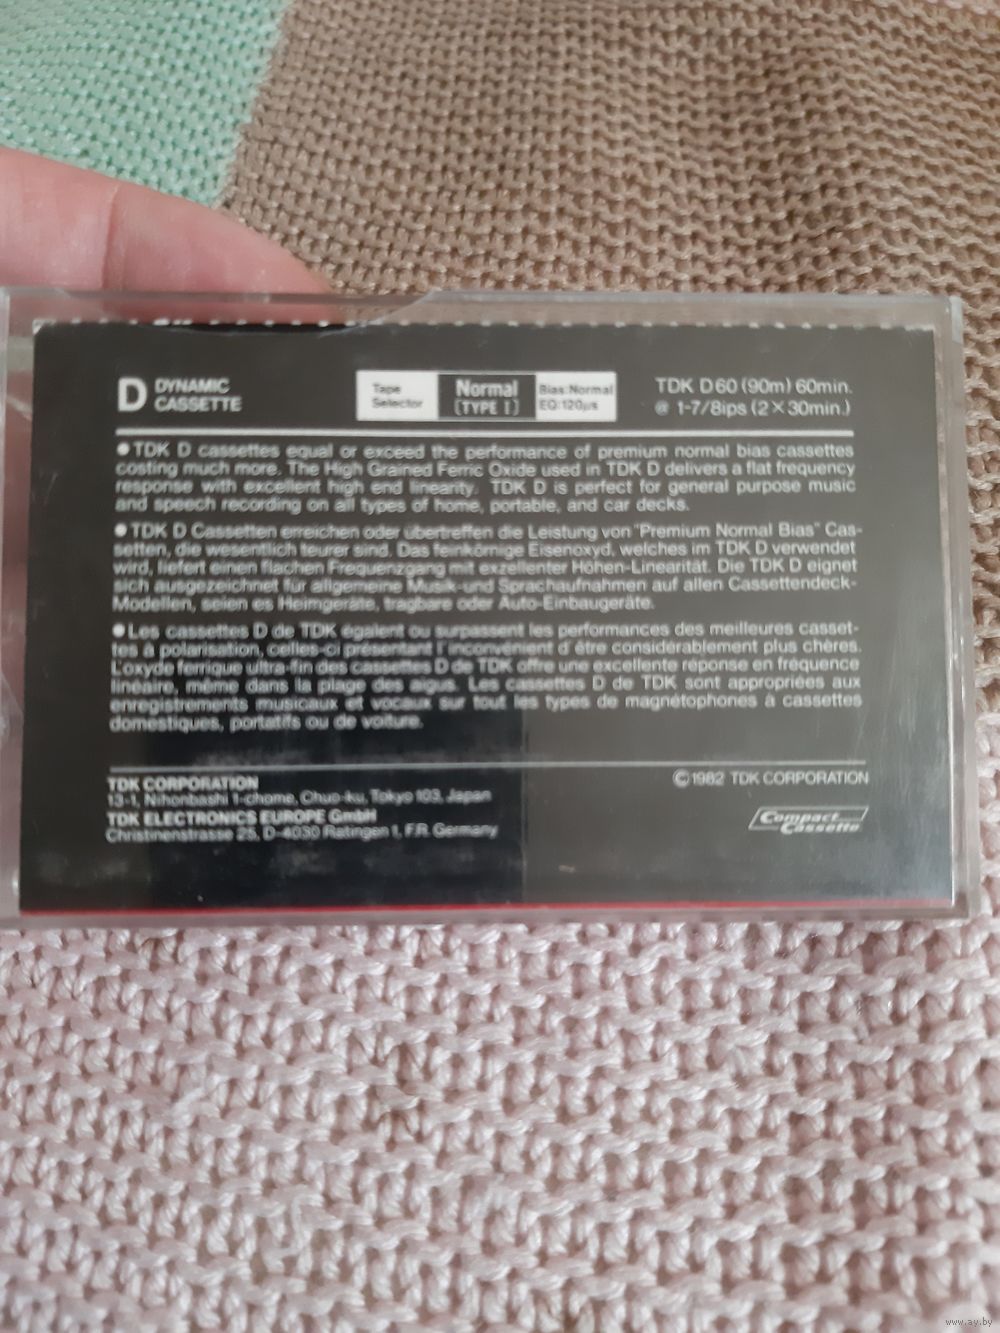 D DYNAMIC CASSETTE
Tape Selector
Normal (TYPE I)
Bias:Normal EQ:120µs
TDK D60 (90m) 60min.
@ 1-7/8ips (2×30min.)
●TDK D cassettes equal or exceed the performance of premium normal bias cassettes
costing much more. The High Grained Ferric Oxide used in TDK D delivers a flat frequency
response with excellent high end linearity. TDK D is perfect for general purpose music
and speech recording on all types of home, portable, and car decks.
●TDK D Cassetten erreichen oder übertreffen die Leistung von "Premium Normal Bias" Cas-
setten, die wesentlich teurer sind. Das feinkörnige Eisenoxyd, welches im TDK D verwendet
wird, liefert einen flachen Frequenzgang mit exzellenter Höhen-Linearität. Die TDK D eignet
sich ausgezeichnet für allgemeine Musik-und Sprachaufnahmen auf allen Cassettendeck-
Modellen, seien es Heimgeräte, tragbare oder Auto-Einbaugeräte.
●Les cassettes D de TDK égalent ou surpassent les performances des meilleures casset-
tes à polarisation, celles-ci présentant l'inconvénient d'être considérablement plus chères.
L'oxyde ferrique ultra-fin des cassettes D de TDK offre une excellente réponse en fréquence
linéaire, même dans la plage des aigus. Les cassettes D de TDK sont appropriées aux
enregistrements musicaux et vocaux sur tout les types de magnétophones à cassettes
domestiques, portatifs ou de voiture.
TDK CORPORATION
13-1, Nihonbashi 1-chome, Chuo-ku, Tokyo 103, Japan
TDK ELECTRONICS EUROPE GmbH
Christinenstrasse 25, D-4030 Ratingen 1, F.R. Germany
©1982 TDK CORPORATION
Compact Cassette
www.ay.by